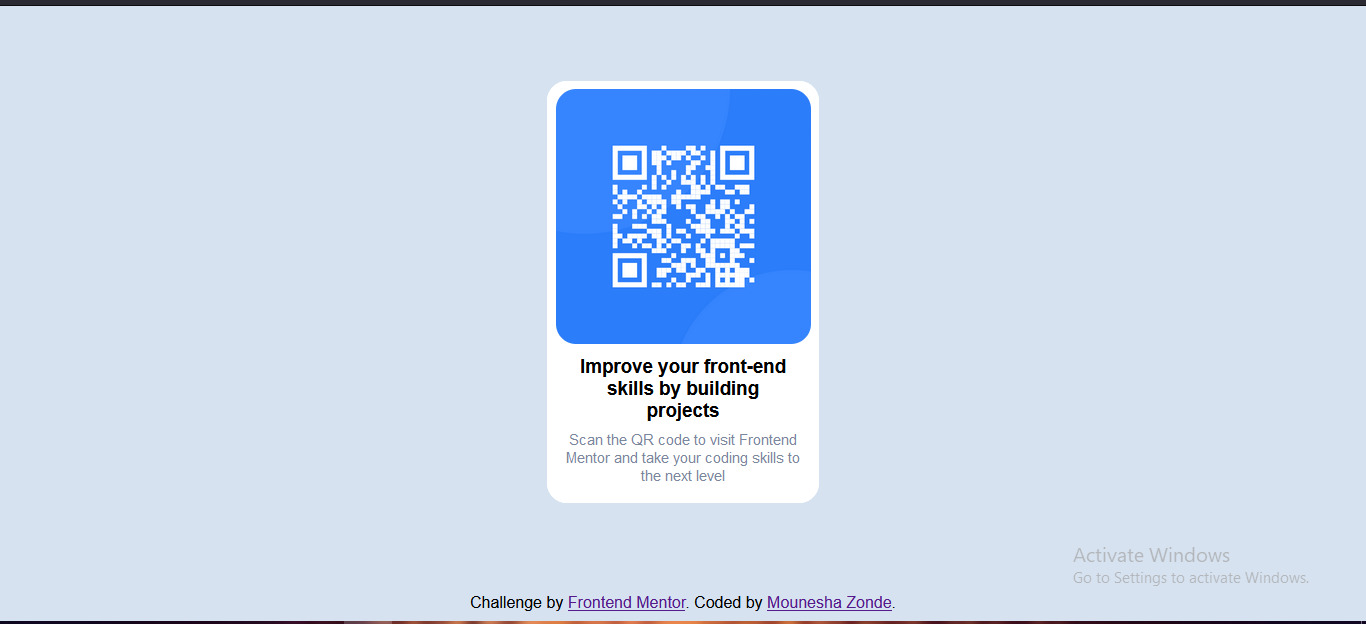 Improve your front-end
skills by building
projects
Scan the QR code to visit Frontend
Mentor and take your coding skills to
the next level
Activate Windows
Go to Settings to activate Windows.
Challenge by Frontend Mentor. Coded by Mounesha Zonde.